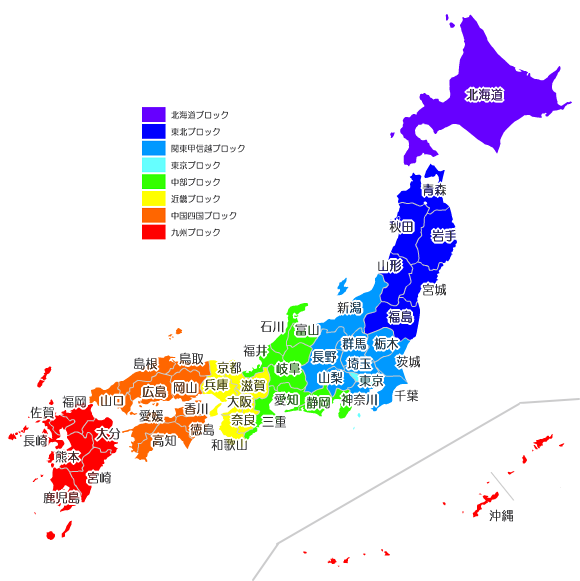 北海道
北海道ブロック
東北ブロック
関東甲信越ブロック
東京ブロック
中部ブロック
近畿ブロック
中国四国ブロック
九州ブロック
青森
秋田
岩手
山形
宮城
新潟
福島
石川
富山
福井
群馬
栃木
長野
茨城
島根
鳥取
京都
岐阜
埼玉
山梨
東京
兵庫
滋賀
広島
岡山
千葉
山口
福岡
大阪
愛知
静岡
神奈川
佐賀
香川
愛媛
奈良
三重
徳島
大分
長崎
高知
和歌山
熊本
宮崎
鹿児島
沖縄